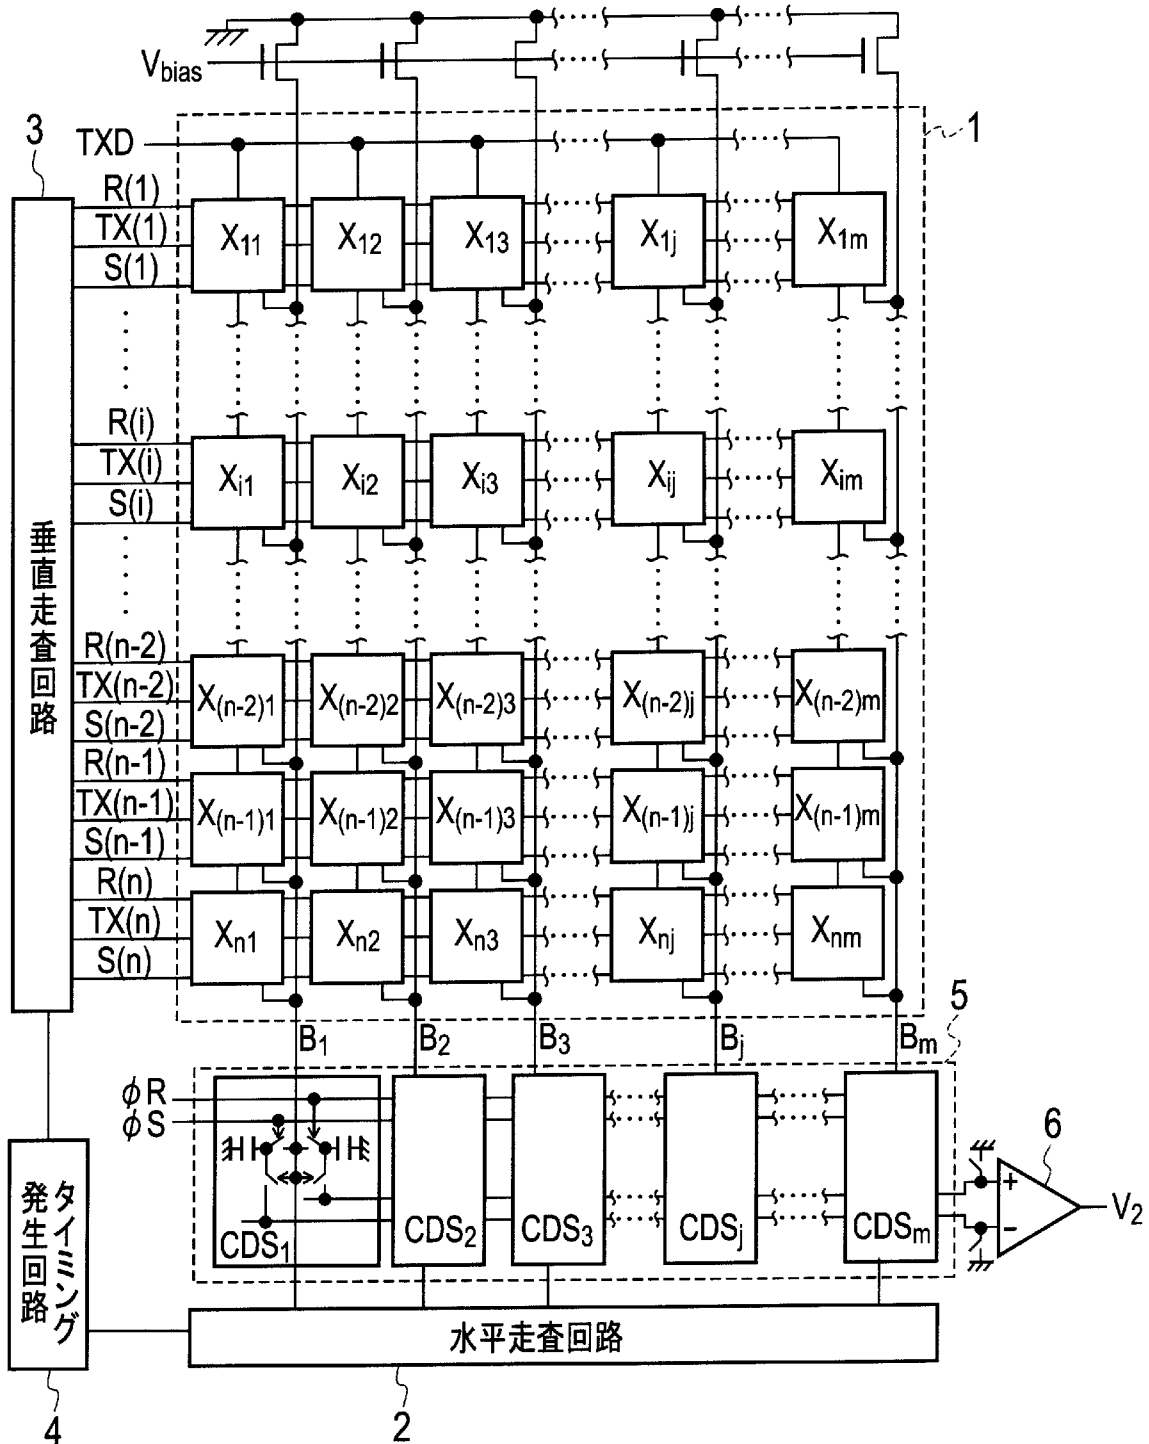 V_bias
3
TXD
1
R(1)
TX(1)
S(1)
X_11 X_12 X_13 X_1j X_1m
R(i)
TX(i)
S(i)
X_i1 X_i2 X_i3 X_ij X_im
垂直走査回路
R(n-2)
TX(n-2)
S(n-2)
X_(n-2)1 X_(n-2)2 X_(n-2)3 X_(n-2)j X_(n-2)m
R(n-1)
TX(n-1)
S(n-1)
X_(n-1)1 X_(n-1)2 X_(n-1)3 X_(n-1)j X_(n-1)m
R(n)
TX(n)
S(n)
X_n1 X_n2 X_n3 X_nj X_nm
5
B_1 B_2 B_3 B_j B_m
φR
φS
CDS_1 CDS_2 CDS_3 CDS_j CDS_m
6
+
−
V_2
タイミング
発生回路
水平走査回路
4
2